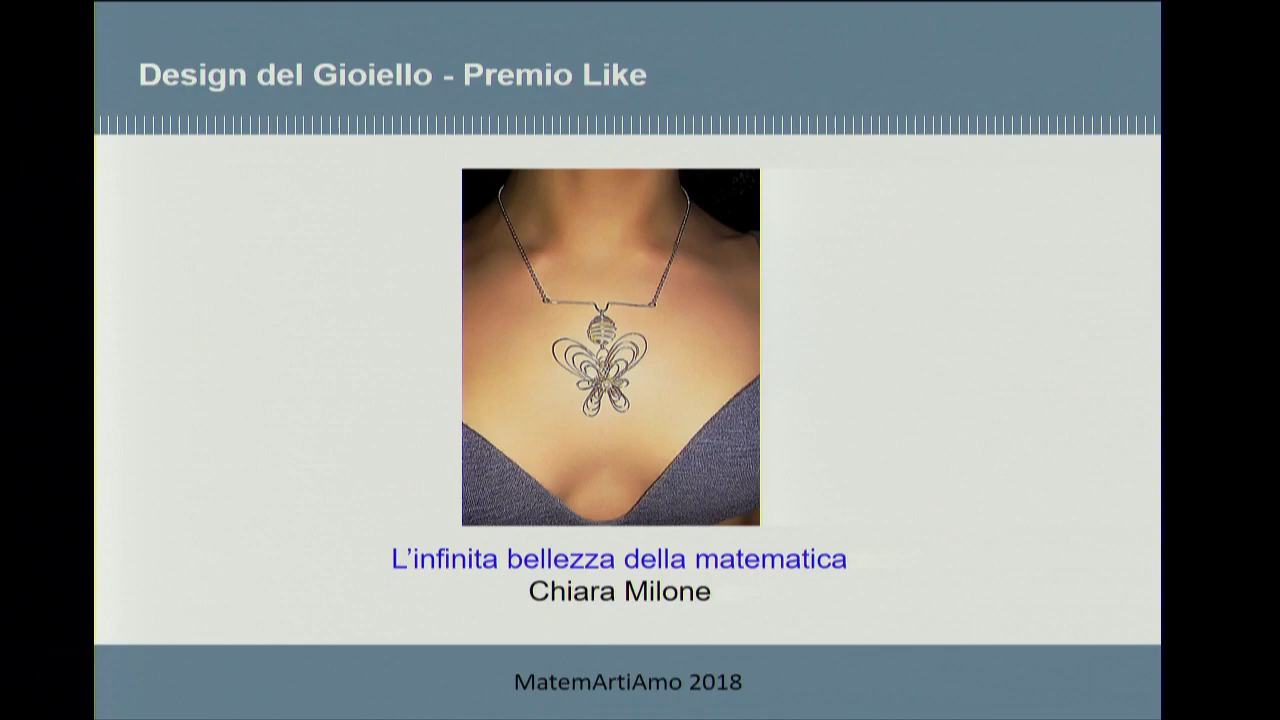 Design del Gioiello - Premio Like
L’infinita bellezza della matematica
Chiara Milone
MatemArtiAmo 2018